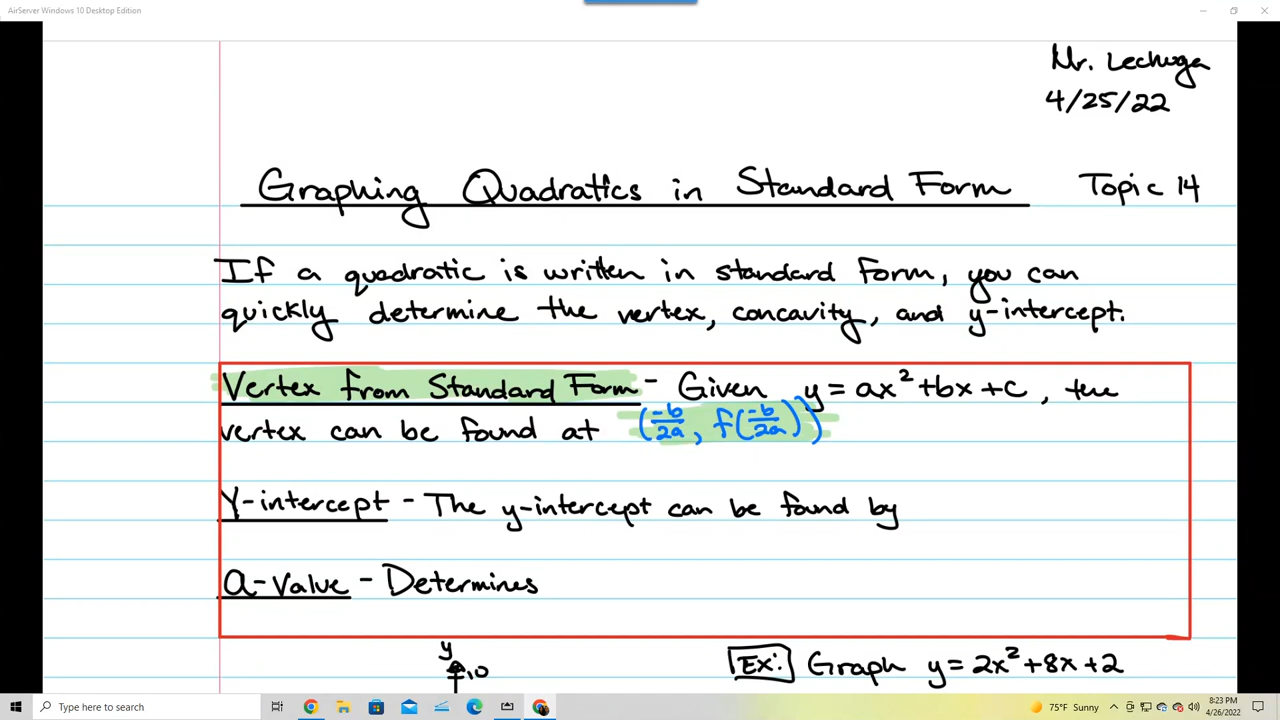 AirServer Windows 10 Desktop Edition
Mr. Lechuga
4/25/22
Graphing Quadratics in Standard Form Topic 14
If a quadratic is written in standard form, you can
quickly determine the vertex, concavity, and y-intercept.
Vertex from Standard Form - Given y = ax² + bx + c, the
vertex can be found at (-b/2a, f(-b/2a))
Y-intercept - The y-intercept can be found by
a-value - Determines
y
10
Ex: Graph y = 2x² + 8x + 2
Type here to search
75°F Sunny
8:23 PM
4/26/2022